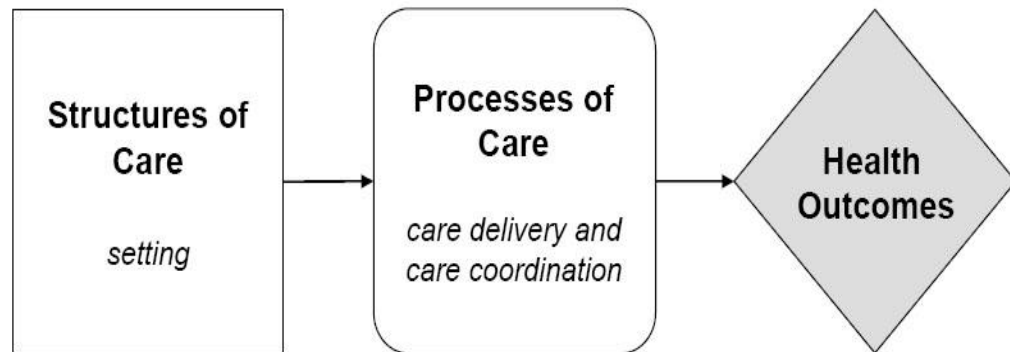 Structures of
Care
setting
Processes of
Care
care delivery and
care coordination
Health
Outcomes